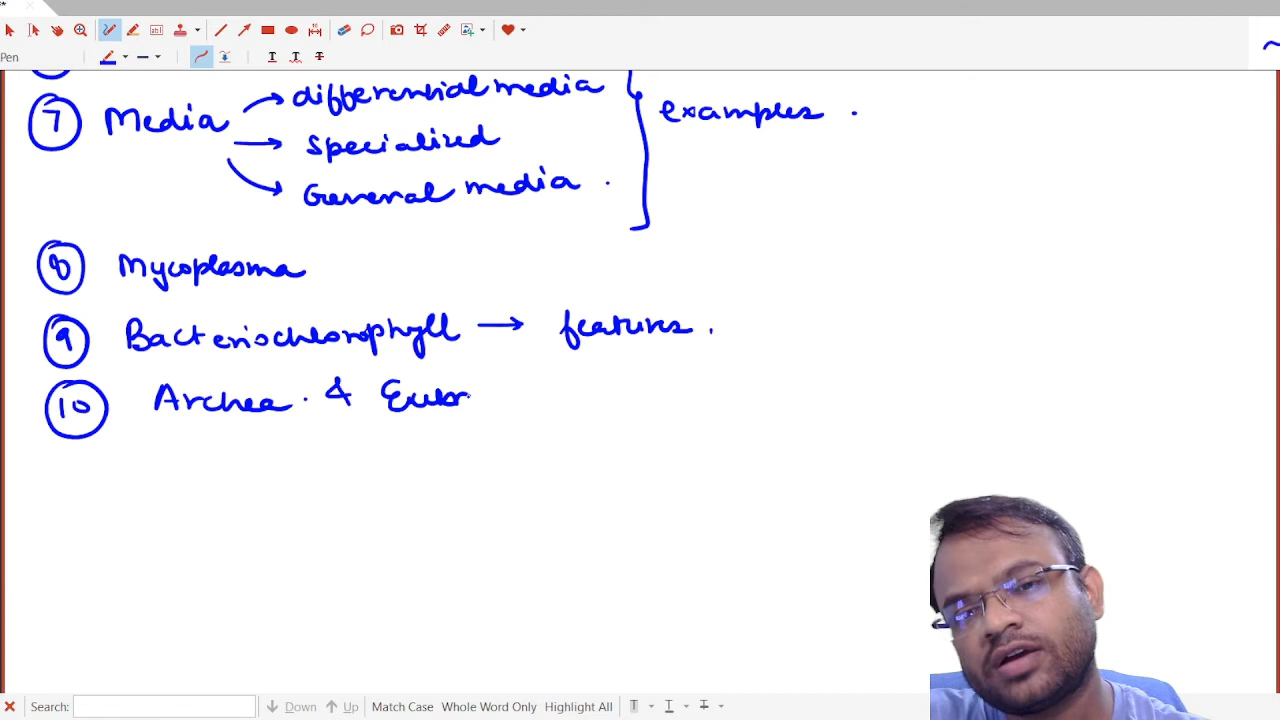 Pen
7 Media → differential media
→ Specialized
→ General media .
examples .
8 Mycoplasma
9 Bacteriochlorophyll → features .
10 Archea . &
Search: Down Up Match Case Whole Word Only Highlight All